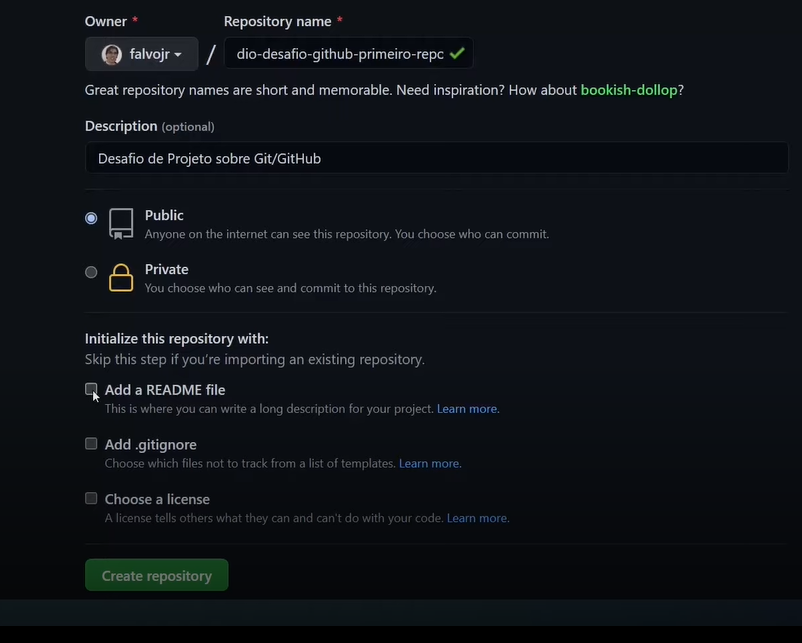 Owner * Repository name *
falvojr / dio-desafio-github-primeiro-repo
Great repository names are short and memorable. Need inspiration? How about bookish-dollop?
Description (optional)
Desafio de Projeto sobre Git/GitHub
Public
Anyone on the internet can see this repository. You choose who can commit.
Private
You choose who can see and commit to this repository.
Initialize this repository with:
Skip this step if you're importing an existing repository.
Add a README file
This is where you can write a long description for your project. Learn more.
Add .gitignore
Choose which files not to track from a list of templates. Learn more.
Choose a license
A license tells others what they can and can't do with your code. Learn more.
Create repository